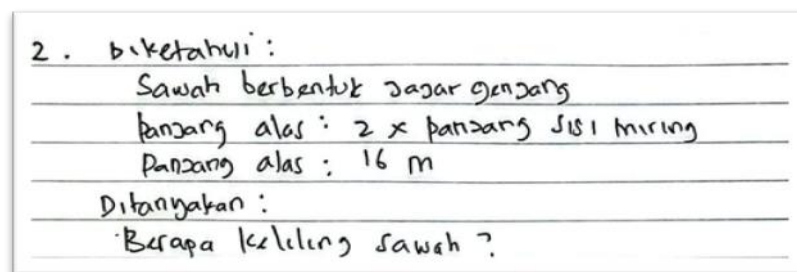 2. Diketahui :
Sawah berbentuk Jajar genjang
Panjang alas : 2 x panjang sisi miring
Panjang alas : 16 m
Ditanyakan :
Berapa keliling sawah ?